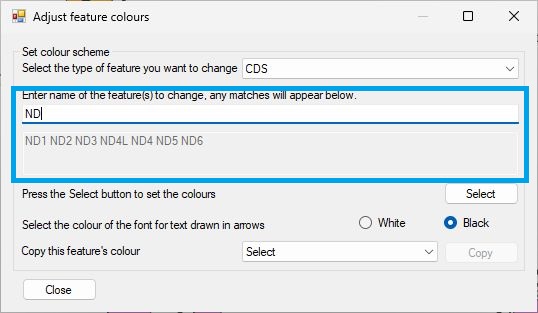 Adjust feature colours
Set colour scheme
Select the type of feature you want to change CDS
Enter name of the feature(s) to change, any matches will appear below.
ND
ND1 ND2 ND3 ND4L ND4 ND5 ND6
Press the Select button to set the colours Select
Select the colour of the font for text drawn in arrows White Black
Copy this feature's colour Select Copy
Close